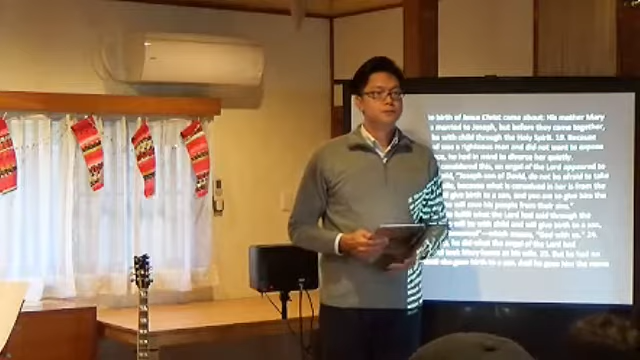 birth of Jesus Christ came about: His mother Mary
married to Joseph, but before they came together,
be with child through the Holy Spirit. 19. Because
was a righteous man and did not want to expose
he had in mind to divorce her quietly.
considered this, an angel of the Lord appeared to
"Joseph son of David, do not be afraid to take
because what is conceived in her is from the
will give birth to a son, and you are to give him the
will save his people from their sins."
fulfill what the Lord had said through the
will be with child and will give birth to a son,
—which means, "God with us." 24.
he did what the angel of the Lord had
took Mary home as his wife. 25. But he had no
she gave birth to a son. And he gave him the name